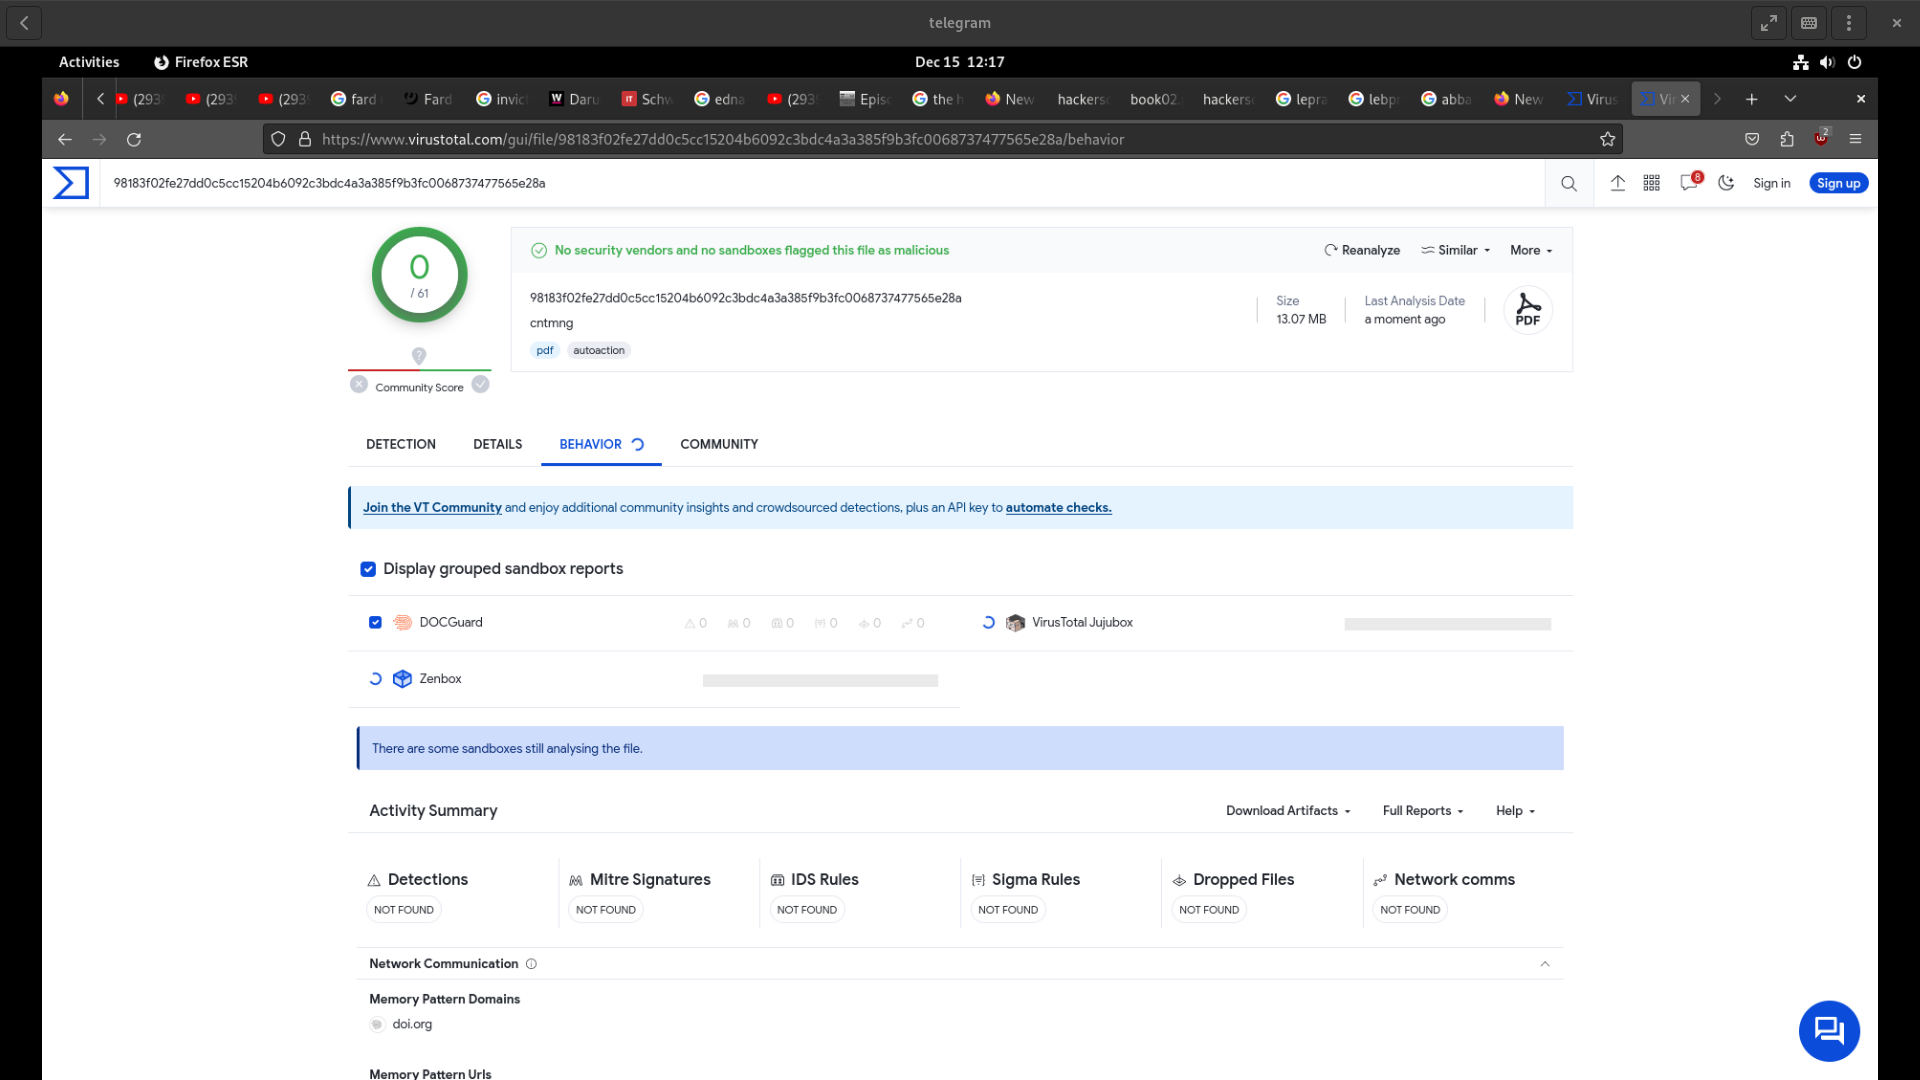 telegram
Activities
Firefox ESR
Dec 15 12:17
(293
(293
(293
fard
Fard
invic
Daru
Schw
edna
(293
Epis
the h
New
hackers
book02.
hackers
lepra
lebp
abba
New
Virus
Vi
https://www.virustotal.com/gui/file/98183f02fe27dd0c5cc15204b6092c3bdc4a3a385f9b3fc0068737477565e28a/behavior
2
98183f02fe27dd0c5cc15204b6092c3bdc4a3a385f9b3fc0068737477565e28a
8
Sign in
Sign up
0
/ 61
Community Score
No security vendors and no sandboxes flagged this file as malicious
Reanalyze
Similar
More
98183f02fe27dd0c5cc15204b6092c3bdc4a3a385f9b3fc0068737477565e28a
cntmng
pdf
autoaction
Size
13.07 MB
Last Analysis Date
a moment ago
PDF
DETECTION
DETAILS
BEHAVIOR
COMMUNITY
Join the VT Community and enjoy additional community insights and crowdsourced detections, plus an API key to automate checks.
Display grouped sandbox reports
DOCGuard
0
0
0
0
0
0
VirusTotal Jujubox
Zenbox
There are some sandboxes still analysing the file.
Activity Summary
Download Artifacts
Full Reports
Help
Detections
NOT FOUND
Mitre Signatures
NOT FOUND
IDS Rules
NOT FOUND
Sigma Rules
NOT FOUND
Dropped Files
NOT FOUND
Network comms
NOT FOUND
Network Communication
Memory Pattern Domains
doi.org
Memory Pattern Urls